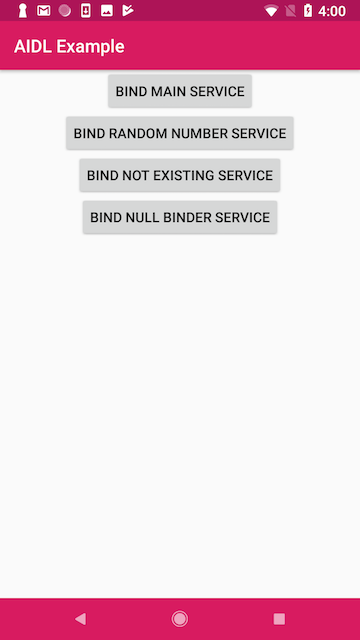 4:00
AIDL Example
BIND MAIN SERVICE
BIND RANDOM NUMBER SERVICE
BIND NOT EXISTING SERVICE
BIND NULL BINDER SERVICE